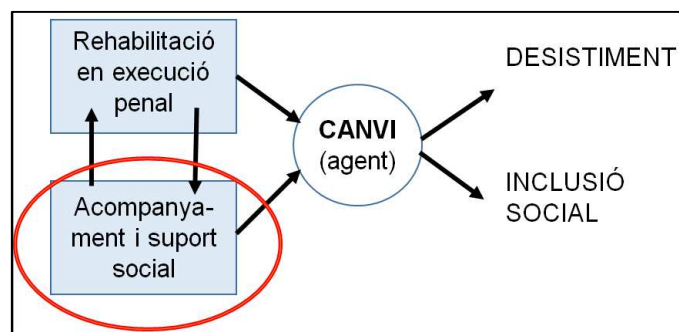 Rehabilitació
en execució
penal
Acompanya-
ment i suport
social
CANVI
(agent)
DESISTIMENT
INCLUSIÓ
SOCIAL